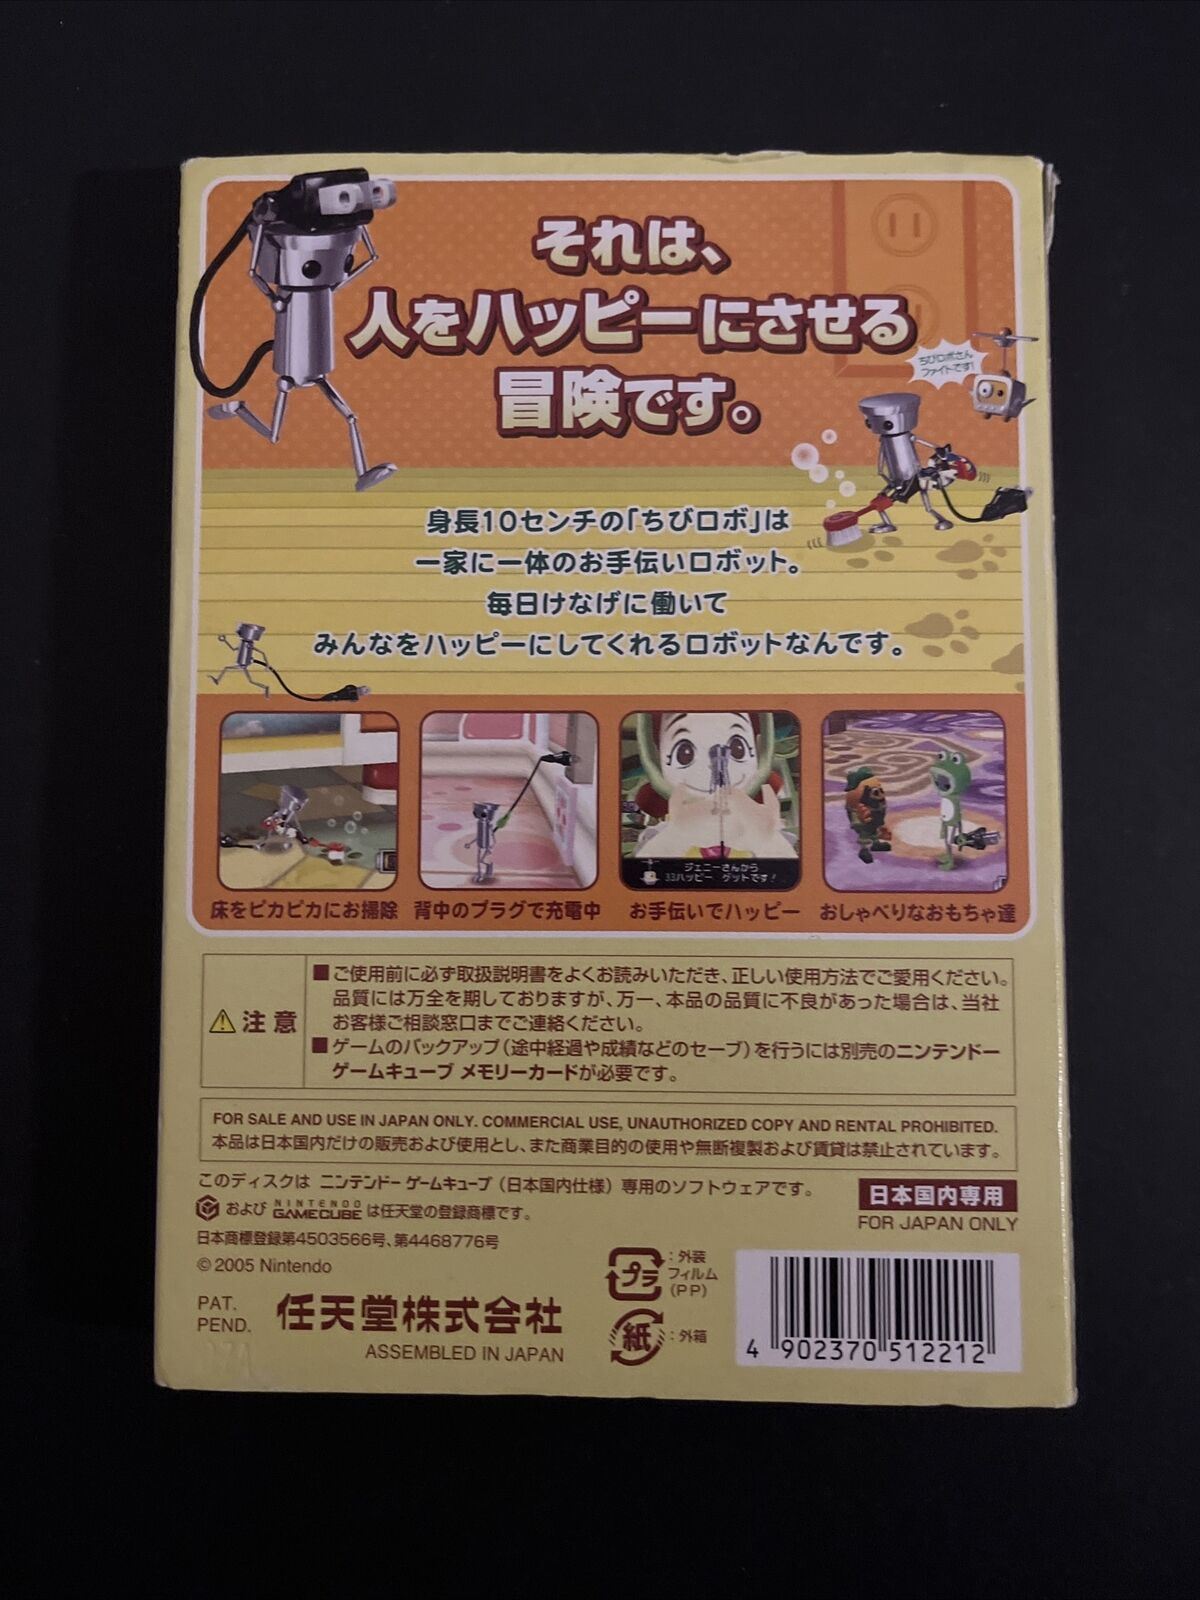 それは、
人をハッピーにさせる
冒険です。
ちびロボさん
ファイトです!
身長10センチの「ちびロボ」は
一家に一体のお手伝いロボット。
毎日けなげに働いて
みんなをハッピーにしてくれるロボットなんです。
ジェニーさんから
33ハッピー ゲットです!
床をピカピカにお掃除
背中のプラグで充電中
お手伝いでハッピー
おしゃべりなおもちゃ達
注意
■ご使用前に必ず取扱説明書をよくお読みいただき、正しい使用方法でご愛用ください。
品質には万全を期しておりますが、万一、本品の品質に不良があった場合は、当社
お客様ご相談窓口までご連絡ください。
■ゲームのバックアップ(途中経過や成績などのセーブ)を行うには別売のニンテンドー
ゲームキューブ メモリーカードが必要です。
FOR SALE AND USE IN JAPAN ONLY. COMMERCIAL USE, UNAUTHORIZED COPY AND RENTAL PROHIBITED.
本品は日本国内だけの販売および使用とし、また商業目的の使用や無断複製および賃貸は禁止されています。
このディスクは ニンテンドー ゲームキューブ (日本国内仕様) 専用のソフトウェアです。
および NINTENDO GAMECUBE は任天堂の登録商標です。
日本商標登録第4503566号、第4468776号
© 2005 Nintendo
日本国内専用
FOR JAPAN ONLY
PAT.
PEND.
任天堂株式会社
ASSEMBLED IN JAPAN
プラ
:外装
フィルム
(PP)
紙
:外箱
4 902370 512212